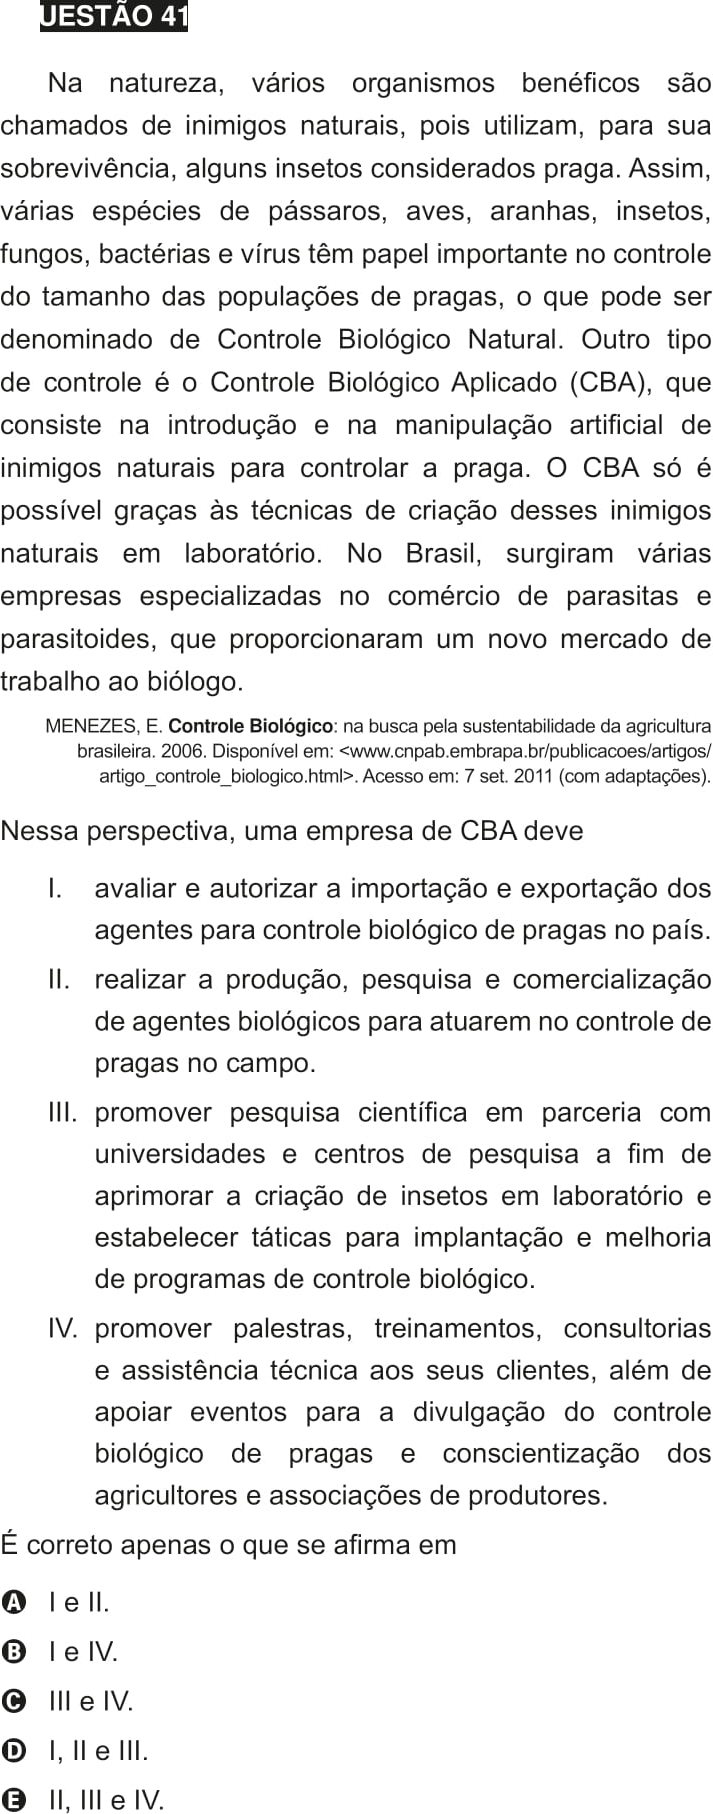 UESTÃO 41
Na natureza, vários organismos benéficos são
chamados de inimigos naturais, pois utilizam, para sua
sobrevivência, alguns insetos considerados praga. Assim,
várias espécies de pássaros, aves, aranhas, insetos,
fungos, bactérias e vírus têm papel importante no controle
do tamanho das populações de pragas, o que pode ser
denominado de Controle Biológico Natural. Outro tipo
de controle é o Controle Biológico Aplicado (CBA), que
consiste na introdução e na manipulação artificial de
inimigos naturais para controlar a praga. O CBA só é
possível graças às técnicas de criação desses inimigos
naturais em laboratório. No Brasil, surgiram várias
empresas especializadas no comércio de parasitas e
parasitoides, que proporcionaram um novo mercado de
trabalho ao biólogo.
MENEZES, E. Controle Biológico: na busca pela sustentabilidade da agricultura
brasileira. 2006. Disponível em: <www.cnpab.embrapa.br/publicacoes/artigos/
artigo_controle_biologico.html>. Acesso em: 7 set. 2011 (com adaptações).
Nessa perspectiva, uma empresa de CBA deve
I. avaliar e autorizar a importação e exportação dos
agentes para controle biológico de pragas no país.
II. realizar a produção, pesquisa e comercialização
de agentes biológicos para atuarem no controle de
pragas no campo.
III. promover pesquisa científica em parceria com
universidades e centros de pesquisa a fim de
aprimorar a criação de insetos em laboratório e
estabelecer táticas para implantação e melhoria
de programas de controle biológico.
IV. promover palestras, treinamentos, consultorias
e assistência técnica aos seus clientes, além de
apoiar eventos para a divulgação do controle
biológico de pragas e conscientização dos
agricultores e associações de produtores.
É correto apenas o que se afirma em
A I e II.
B I e IV.
C III e IV.
D I, II e III.
E II, III e IV.